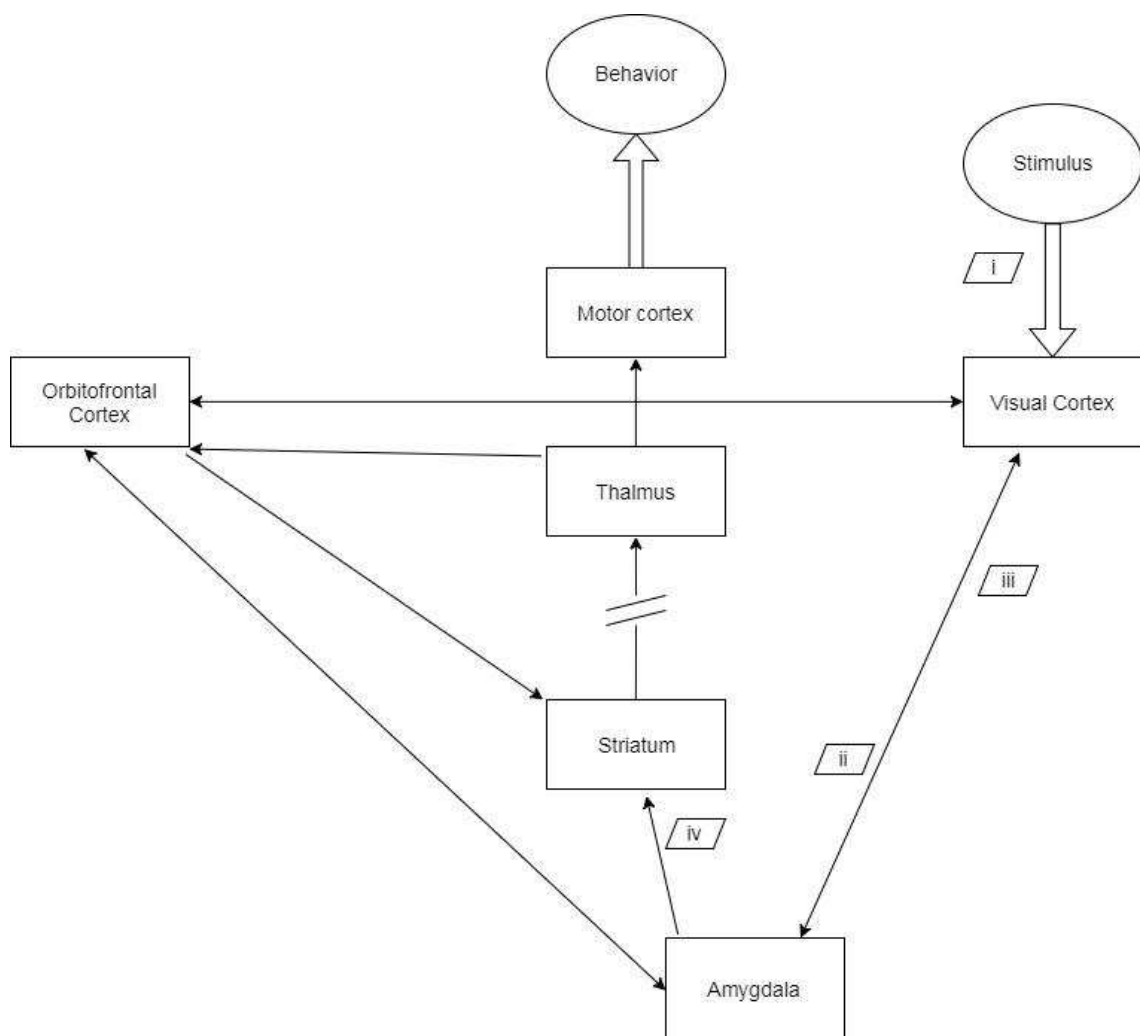 Behavior
Stimulus
i
Motor cortex
Orbitofrontal
Cortex
Visual Cortex
Thalmus
iii
Striatum
ii
iv
Amygdala